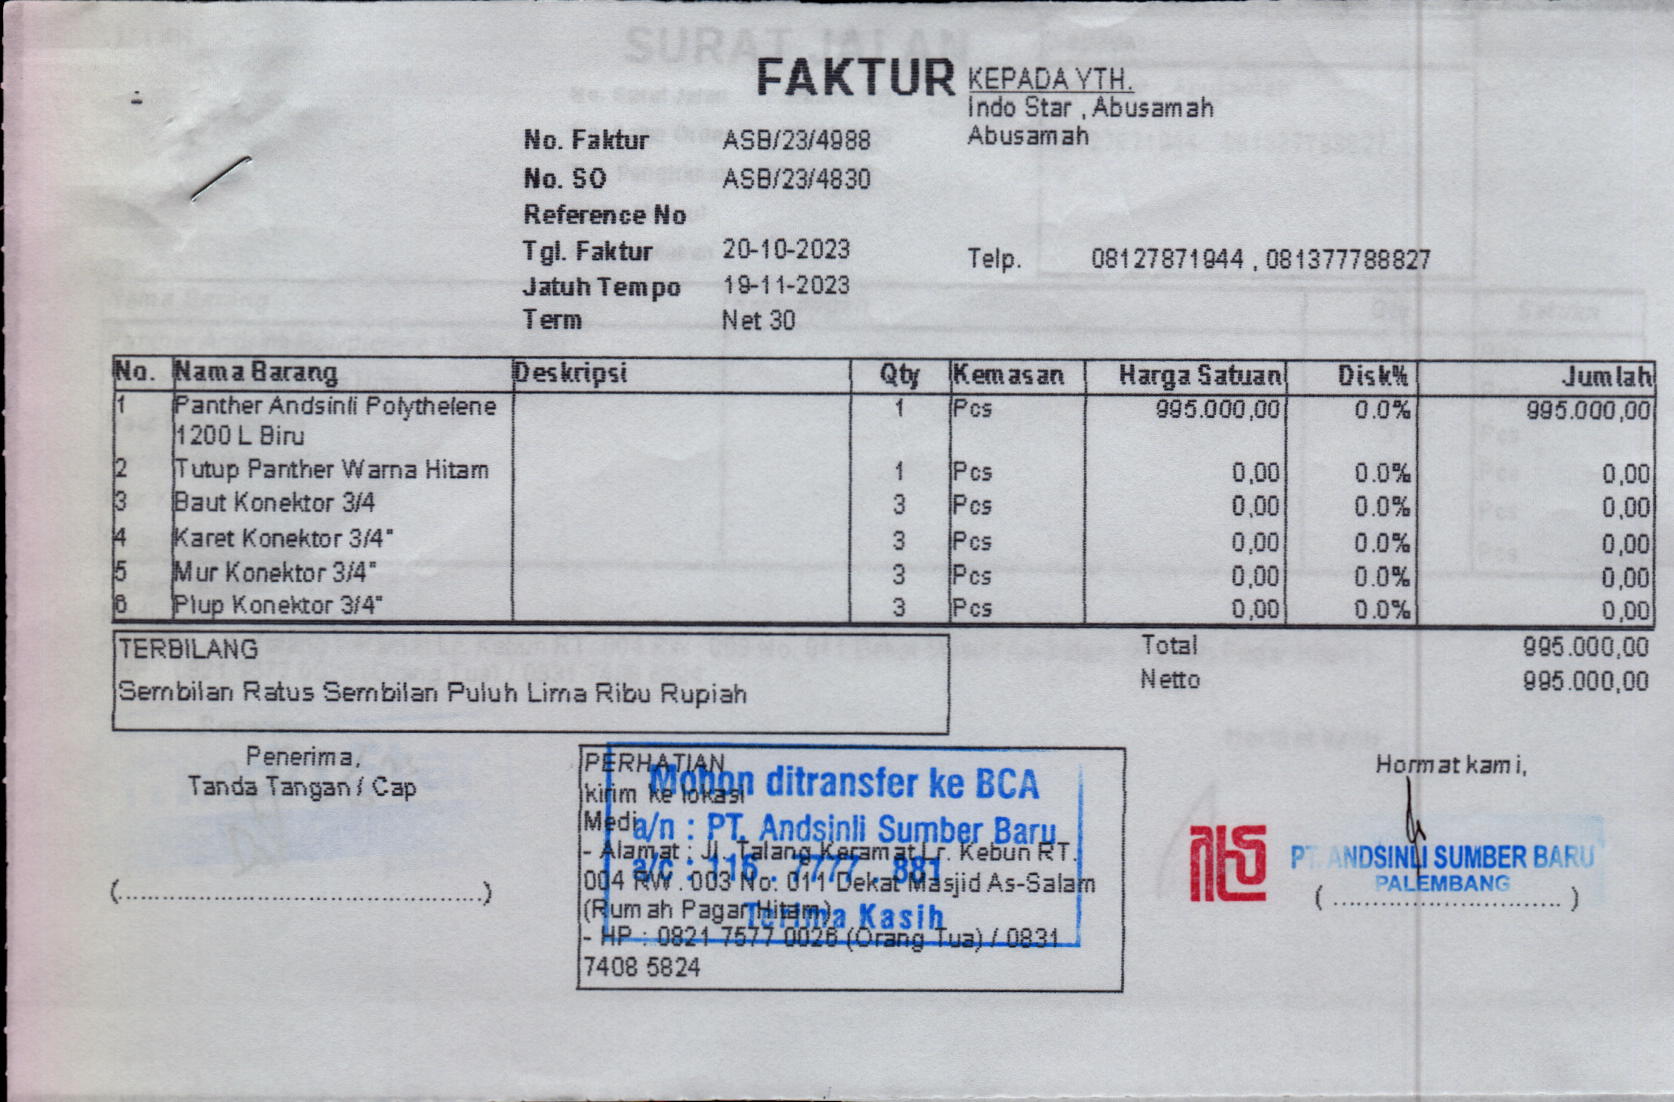 FAKTUR
KEPADA YTH.
Indo Star , Abusamah
Abusamah
No. Faktur ASB/23/4988
No. SO ASB/23/4830
Reference No
Tgl. Faktur 20-10-2023
Telp. 08127871944 , 081377788827
Jatuh Tempo 19-11-2023
Term Net 30
No. Nama Barang Deskripsi Qty Kemasan Harga Satuan Disk% Jumlah
1 Panther Andsinli Polythelene 1 Pcs 995.000,00 0.0% 995.000,00
1200 L Biru
2 Tutup Panther Warna Hitam 1 Pcs 0,00 0.0% 0,00
3 Baut Konektor 3/4 3 Pcs 0,00 0.0% 0,00
4 Karet Konektor 3/4" 3 Pcs 0,00 0.0% 0,00
5 Mur Konektor 3/4" 3 Pcs 0,00 0.0% 0,00
6 Plup Konektor 3/4" 3 Pcs 0,00 0.0% 0,00
TERBILANG
Sembilan Ratus Sembilan Puluh Lima Ribu Rupiah
Total 995.000,00
Netto 995.000,00
Penerima,
Tanda Tangan / Cap
(................................................)
PERHATIAN
kirim ke lokasi
Medi
- Alamat : Jl. Talang Keramat Lr. Kebun RT.
004 RW . 003 No. 011 Dekat Masjid As-Salam
(Rumah Pagar Hitam)
- HP : 0821 7577 0026 (Orang Tua) / 0831
7408 5824
Mohon ditransfer ke BCA
a/n : PT. Andsinli Sumber Baru
a/c : 116 . 7777 . 881
Terima Kasih
Hormat kami,
PT. ANDSINLI SUMBER BARU
PALEMBANG
( .............................. )